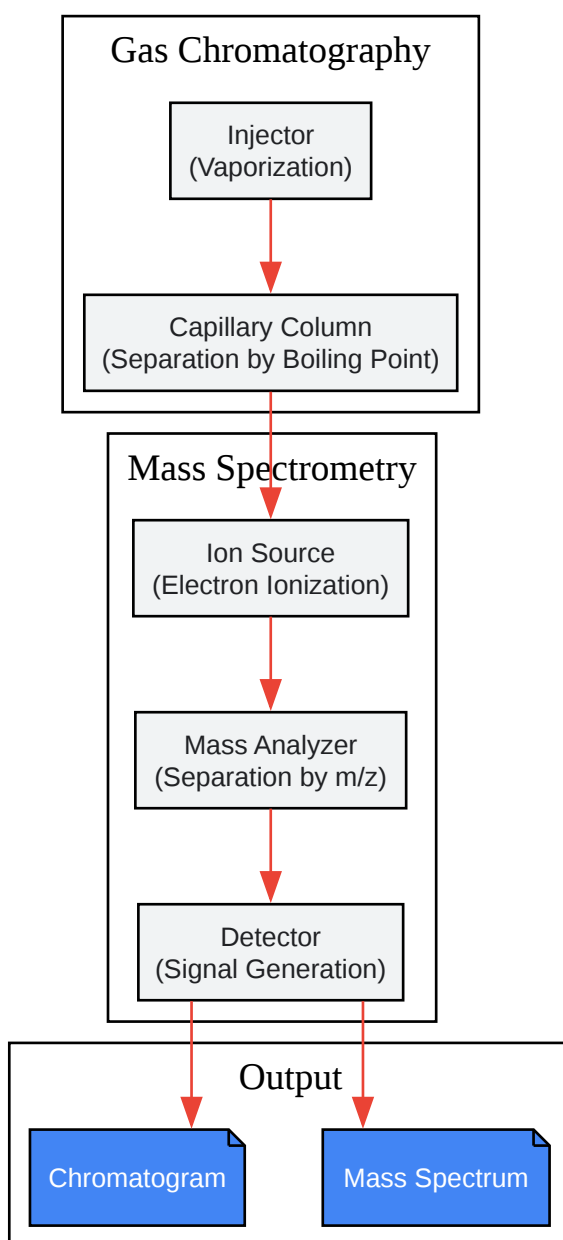 Gas Chromatography
Injector
(Vaporization)
Capillary Column
(Separation by Boiling Point)
Mass Spectrometry
Ion Source
(Electron Ionization)
Mass Analyzer
(Separation by m/z)
Detector
(Signal Generation)
Output
Chromatogram
Mass Spectrum